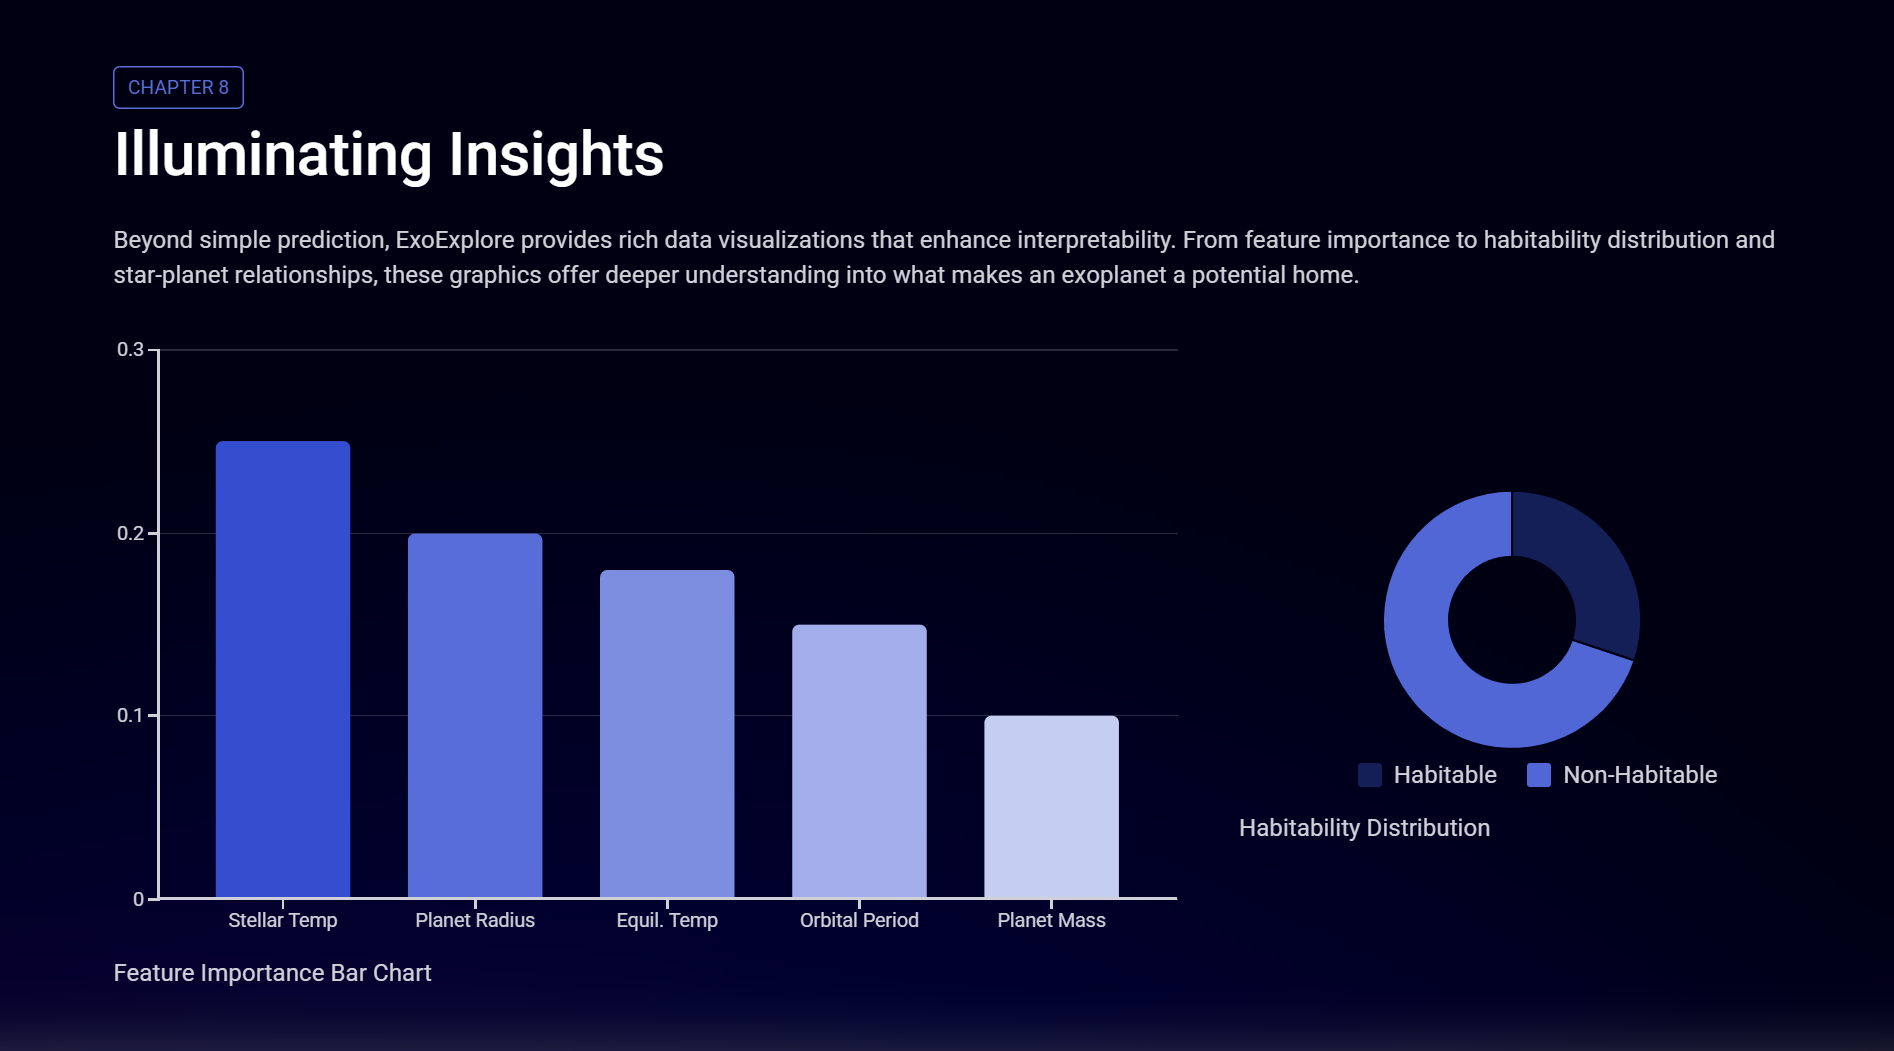 CHAPTER 8
Illuminating Insights
Beyond simple prediction, ExoExplore provides rich data visualizations that enhance interpretability. From feature importance to habitability distribution and
star-planet relationships, these graphics offer deeper understanding into what makes an exoplanet a potential home.
0.3
0.2
0.1
0
Stellar Temp Planet Radius Equil. Temp Orbital Period Planet Mass
Feature Importance Bar Chart
Habitable Non-Habitable
Habitability Distribution